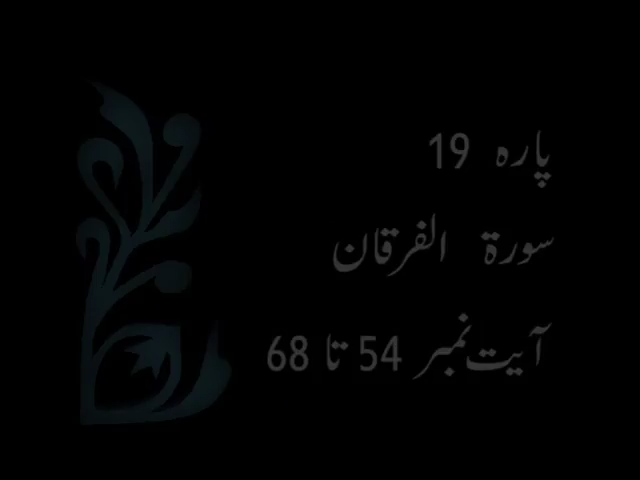 پارہ 19
سورۃ الفرقان
آیت نمبر 54 تا 68